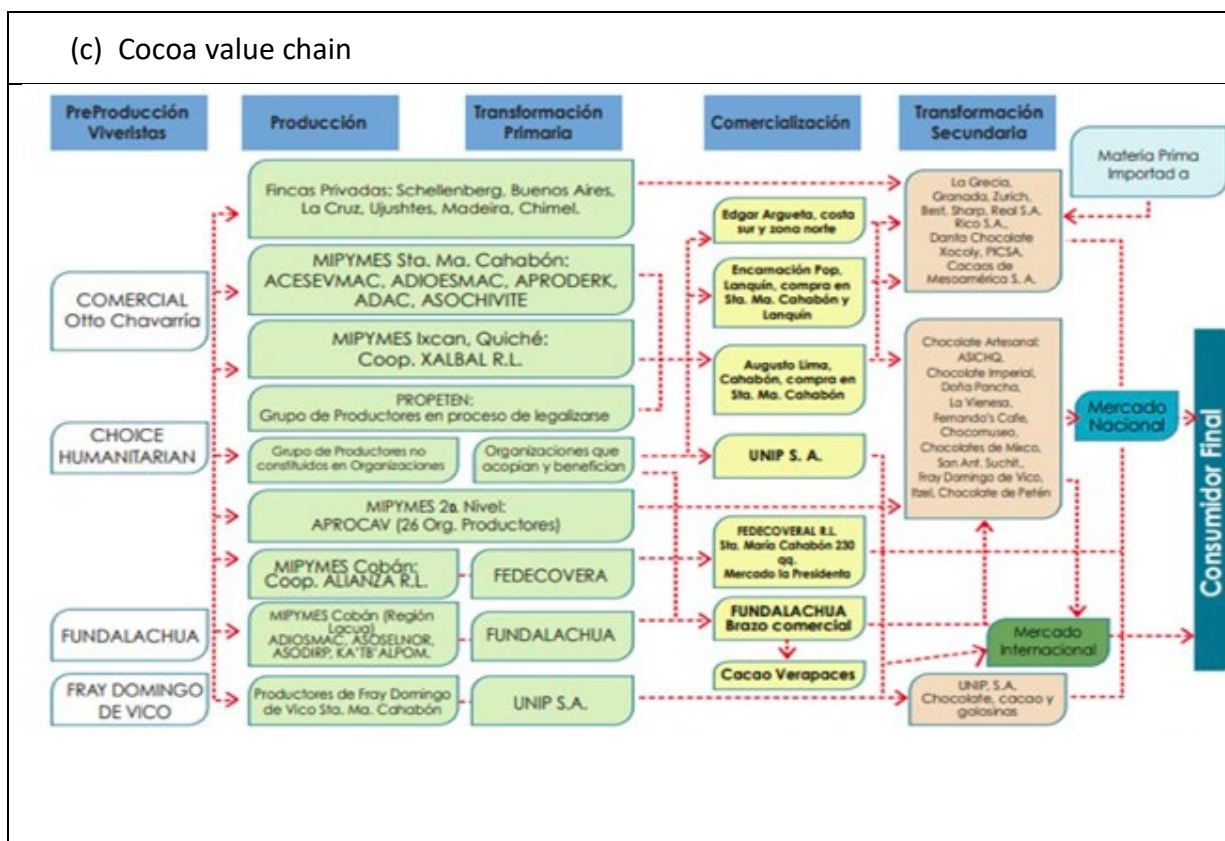 (c) Cocoa value chain
PreProducción
Viveristas
Producción
Transformación
Primaria
Comercialización
Transformación
Secundaria
Materia Prima
Importad a
COMERCIAL
Otto Chavarría
CHOICE
HUMANITARIAN
FUNDALACHUA
FRAY DOMINGO
DE VICO
Fincas Privadas: Schellenberg, Buenos Aires,
La Cruz, Ujushtes, Madeira, Chimel.
MIPYMES Sta. Ma. Cahabón:
ACESEVMAC, ADIOESMAC, APRODERK,
ADAC, ASOCHIVITE
MIPYMES Ixcan, Quiché:
Coop. XALBAL R.L.
PROPETEN:
Grupo de Productores en proceso de legalizarse
Grupo de Productores no
constituidos en Organizaciones
Organizaciones que
acopian y benefician
MIPYMES 2a. Nivel:
APROCAV (26 Org. Productores)
MIPYMES Cobán:
Coop. ALIANZA R.L.
FEDECOVERA
MIPYMES Cobán (Región
Lacua)
ADIOSMAC, ASOSELNOR,
ASODIRP, KA'TB'ALPOM.
FUNDALACHUA
Productores de Fray Domingo
de Vico Sta. Ma. Cahabón
UNIP S.A.
Edgar Argueta, costa
sur y zona norte
Encarnación Pop,
Lanquín, compra en
Sta. Ma. Cahabón y
Lanquín
Augusto Lima,
Cahabón, compra en
Sta. Ma. Cahabón
UNIP S. A.
FEDECOVERAL R.L.
Sta. María Cahabón 230
qq.
Mercado la Presidenta
FUNDALACHUA
Brazo comercial
Cacao Verapaces
La Grecia,
Granada, Zurich,
Best, Sharp, Real S.A.
Rico S.A.,
Danta Chocolate
Xocoly, PICSA,
Cacaos de
Mesoamérica S. A.
Chocolate Artesanal:
ASICHQ,
Chocolate Imperial,
Doña Pancha,
La Vienesa,
Fernando's Cafe,
Chocomuseo,
Chocolates de Mixco,
San Ant. Suchit.,
Fray Domingo de Vico,
Itzel, Chocolate de Petén
UNIP, S.A.
Chocolate, cacao y
golosinas
Mercado
Nacional
Mercado
Internacional
Consumidor Final